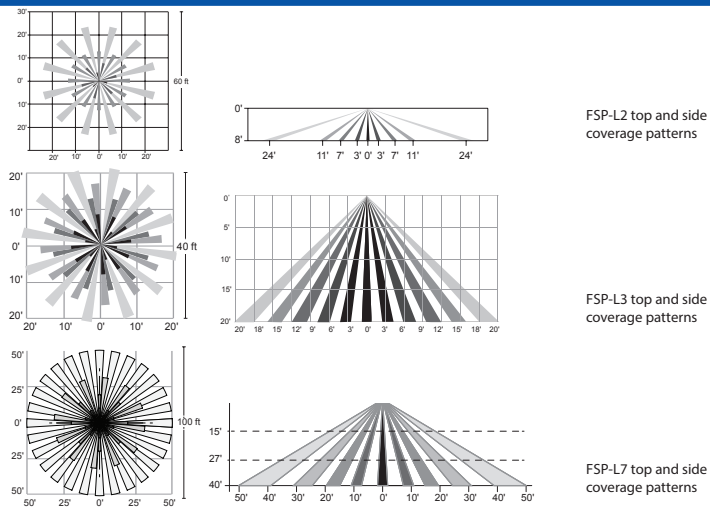 30'
20'
10'
0'
10'
20'
20' 10' 0' 10' 20'
60 ft
0'
8'
24' 11' 7' 3' 0' 3' 7' 11' 24'
FSP-L2 top and side
coverage patterns
20'
10'
0'
10'
20'
20' 10' 0' 10' 20'
40 ft
0'
5'
10'
15'
20'
20' 18' 15' 12' 9' 6' 3' 0' 3' 6' 9' 12' 15' 18' 20'
FSP-L3 top and side
coverage patterns
50'
25'
0'
25'
50'
50' 25' 0' 25' 50'
100 ft
15'
27'
40'
50' 40' 30' 20' 10' 0' 10' 20' 30' 40' 50'
FSP-L7 top and side
coverage patterns